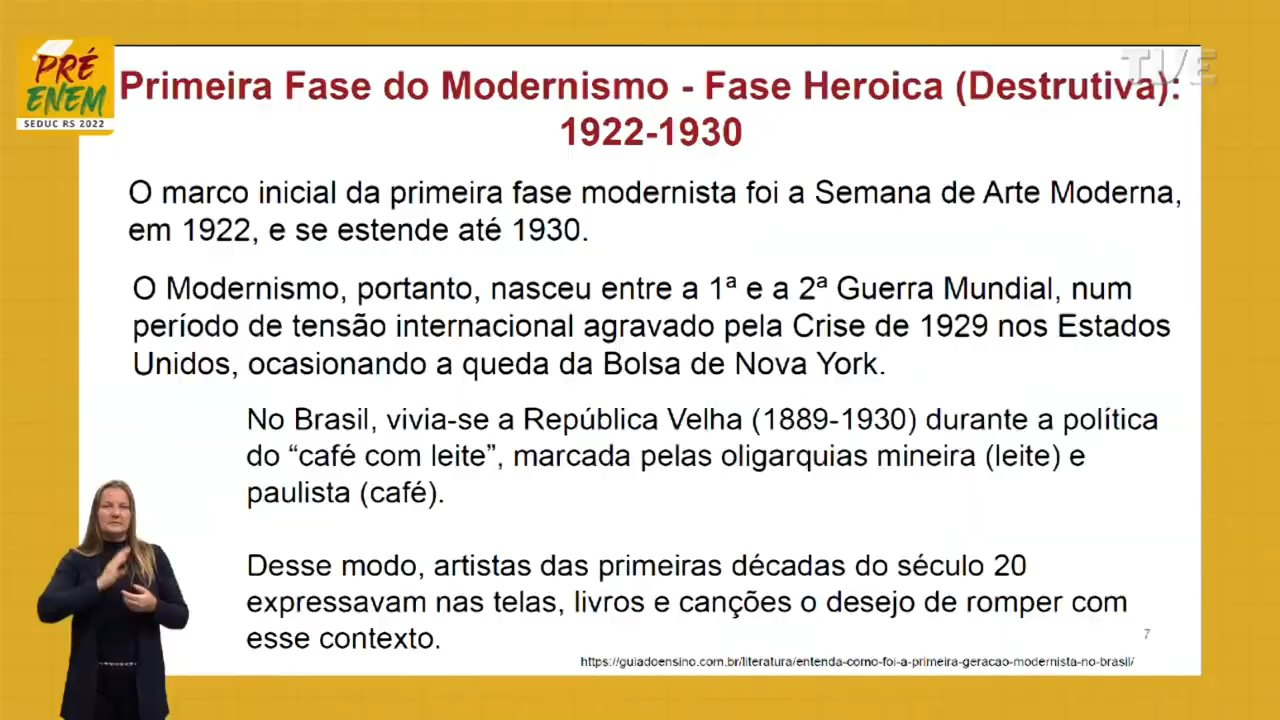 PRÉ
ENEM
SEDUC RS 2022
TVE
Primeira Fase do Modernismo - Fase Heroica (Destrutiva):
1922-1930
O marco inicial da primeira fase modernista foi a Semana de Arte Moderna,
em 1922, e se estende até 1930.
O Modernismo, portanto, nasceu entre a 1ª e a 2ª Guerra Mundial, num
período de tensão internacional agravado pela Crise de 1929 nos Estados
Unidos, ocasionando a queda da Bolsa de Nova York.
No Brasil, vivia-se a República Velha (1889-1930) durante a política
do “café com leite”, marcada pelas oligarquias mineira (leite) e
paulista (café).
Desse modo, artistas das primeiras décadas do século 20
expressavam nas telas, livros e canções o desejo de romper com
esse contexto.
7
https://guiadoensino.com.br/literatura/entenda-como-foi-a-primeira-geracao-modernista-no-brasil/